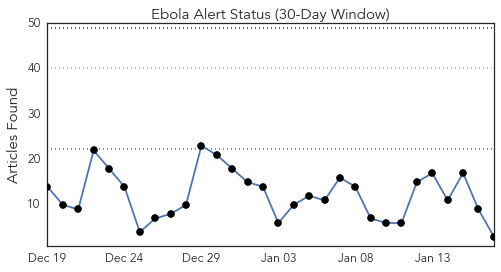 Ebola Alert Status (30-Day Window)
50
40
30
20
10
Articles Found
Dec 19 Dec 24 Dec 29 Jan 03 Jan 08 Jan 13